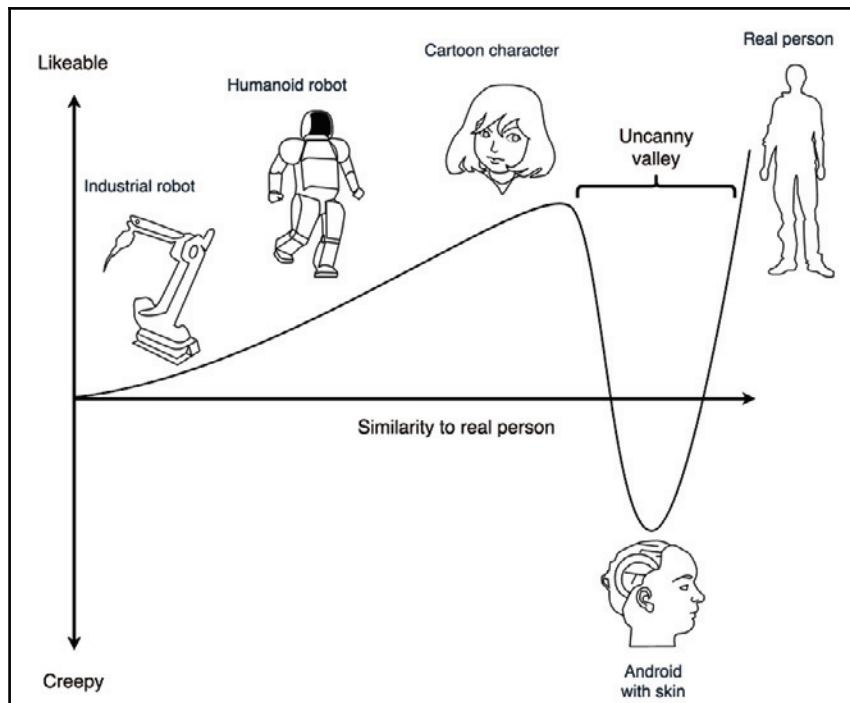 Likeable
Industrial robot
Humanoid robot
Cartoon character
Uncanny
valley
Real person
Similarity to real person
Creepy
Android
with skin